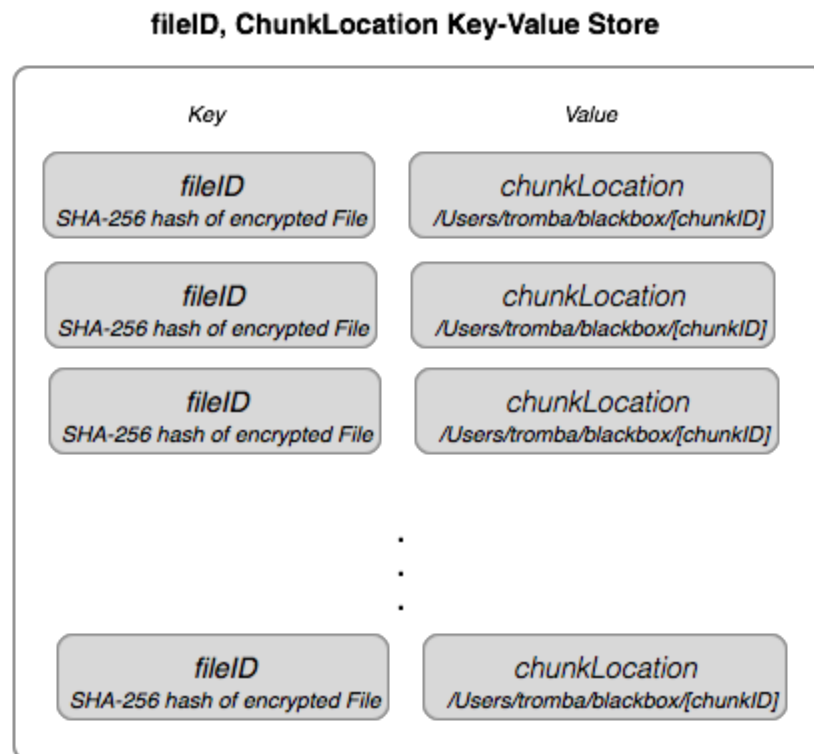 fileID, ChunkLocation Key-Value Store
Key Value
fileID chunkLocation
SHA-256 hash of encrypted File /Users/tromba/blackbox/[chunkID]
fileID chunkLocation
SHA-256 hash of encrypted File /Users/tromba/blackbox/[chunkID]
fileID chunkLocation
SHA-256 hash of encrypted File /Users/tromba/blackbox/[chunkID]
.
.
.
fileID chunkLocation
SHA-256 hash of encrypted File /Users/tromba/blackbox/[chunkID]